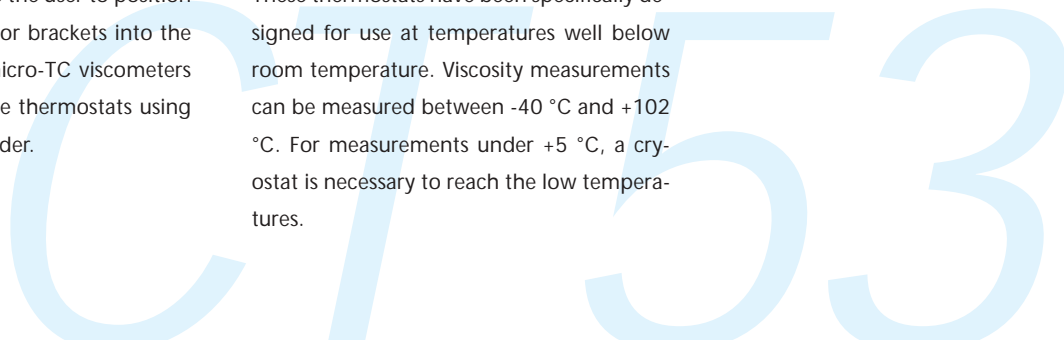 the user to position
or brackets into the
icro-TC viscometers
e thermostats using
der.
These thermostats have been specifically de-
signed for use at temperatures well below
room temperature. Viscosity measurements
can be measured between -40 °C and +102
°C. For measurements under +5 °C, a cry-
ostat is necessary to reach the low tempera-
tures.
CT 53